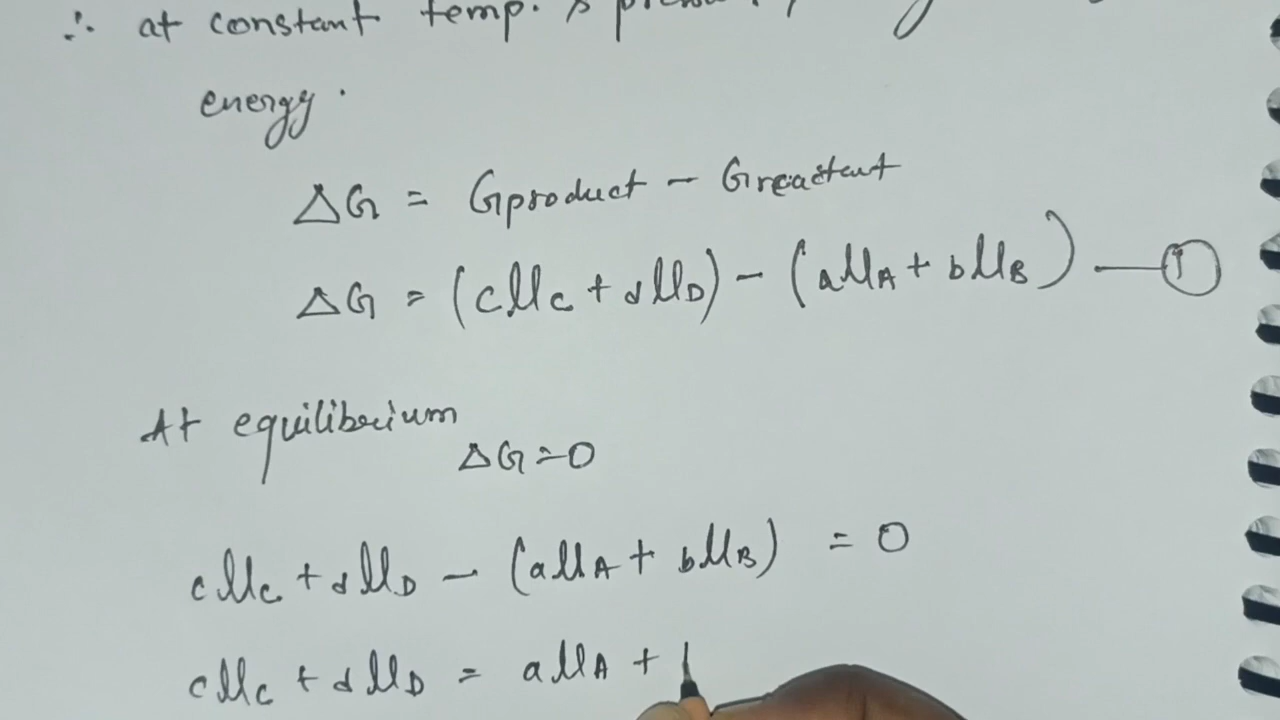 ∴ at constant temp.
energy.
ΔG = Gproduct - Greactant
ΔG = (cμC + dμD) - (aμA + bμB) — ①
At equilibrium
ΔG = 0
cμC + dμD - (aμA + bμB) = 0
cμC + dμD = aμA +